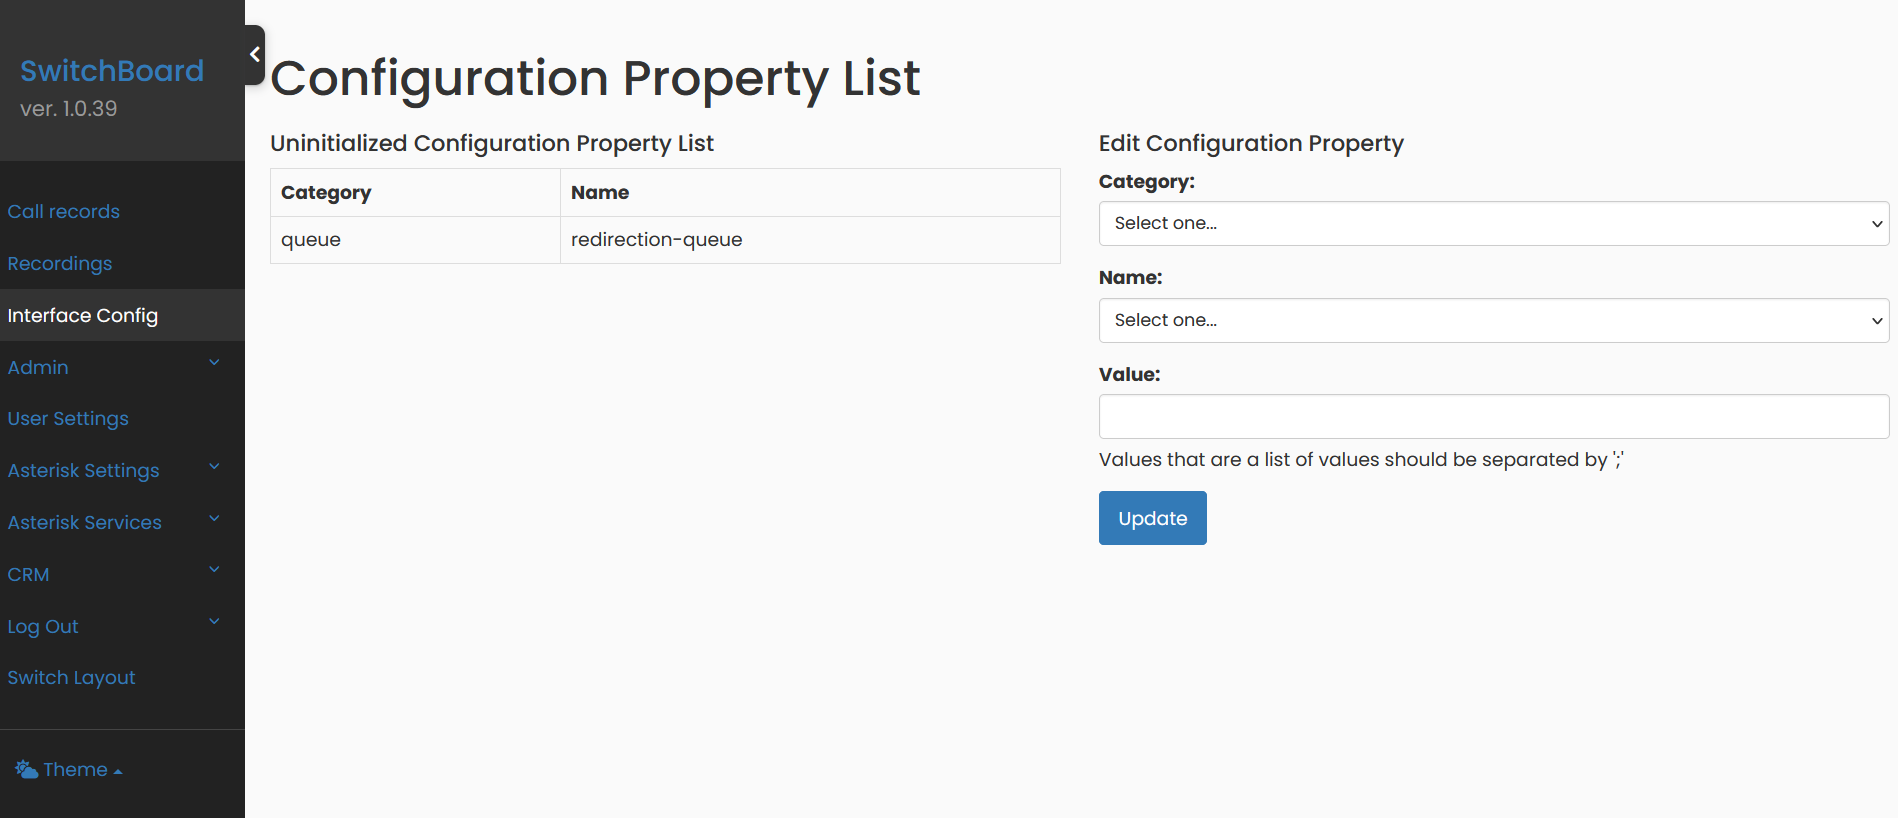 SwitchBoard
ver. 1.0.39
Call records
Recordings
Interface Config
Admin
User Settings
Asterisk Settings
Asterisk Services
CRM
Log Out
Switch Layout
Theme
Configuration Property List
Uninitialized Configuration Property List
Category Name
queue redirection-queue
Edit Configuration Property
Category:
Select one...
Name:
Select one...
Value:
Values that are a list of values should be separated by ';'
Update